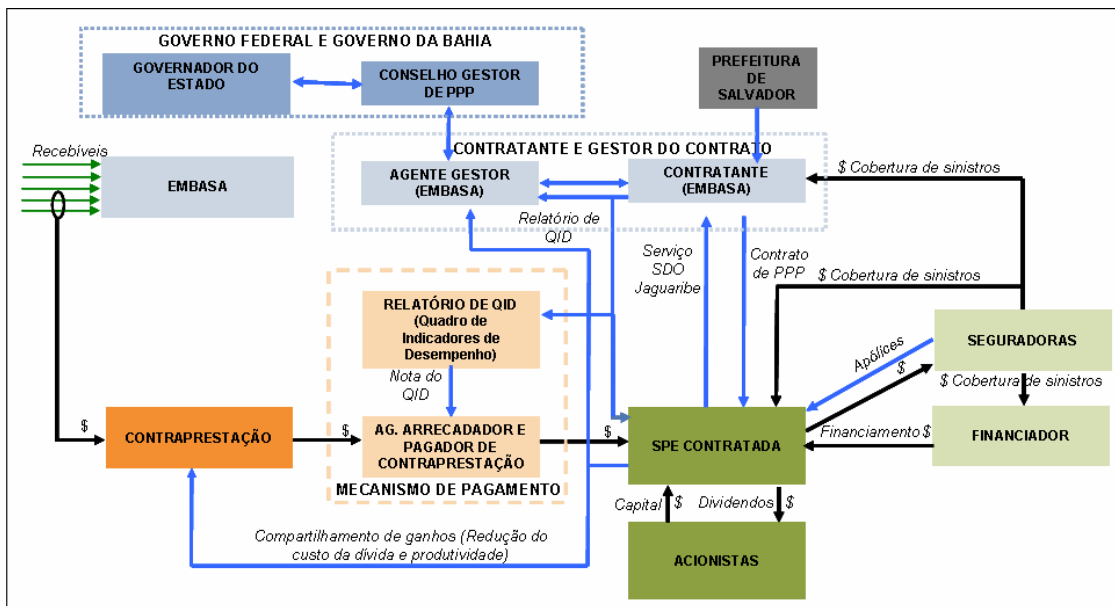 GOVERNO FEDERAL E GOVERNO DA BAHIA
GOVERNADOR DO
ESTADO
CONSELHO GESTOR
DE PPP
PREFEITURA
DE
SALVADOR
Recebíveis
EMBASA
CONTRATANTE E GESTOR DO CONTRATO
AGENTE GESTOR
(EMBASA)
CONTRATANTE
(EMBASA)
$ Cobertura de sinistros
Relatório de
QID
Serviço
SDO
Jaguaribe
Contrato
de PPP
$ Cobertura de sinistros
RELATÓRIO DE QID
(Quadro de
Indicadores de
Desempenho)
Nota do
QID
Apólices
$
SEGURADORAS
$ Cobertura de sinistros
$
CONTRAPRESTAÇÃO
$
AG. ARRECADADOR E
PAGADOR DE
CONTRAPRESTAÇÃO
$
SPE CONTRATADA
Financiamento $
FINANCIADOR
MECANISMO DE PAGAMENTO
Capital
$
Dividendos
$
Compartilhamento de ganhos (Redução do
custo da dívida e produtividade)
ACIONISTAS